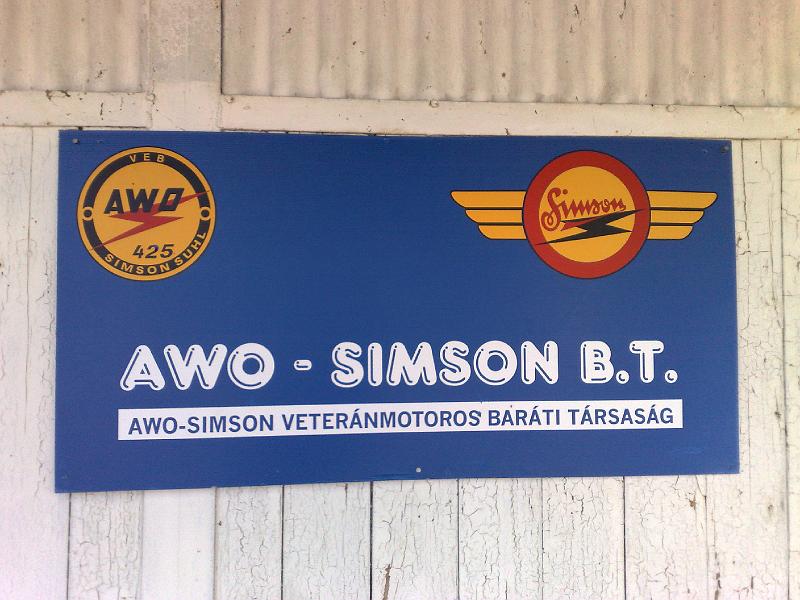 VEB
AWO
425
SIMSON SUHL
Simson
AWO - SIMSON B.T.
AWO-SIMSON VETERÁNMOTOROS BARÁTI TÁRSASÁG